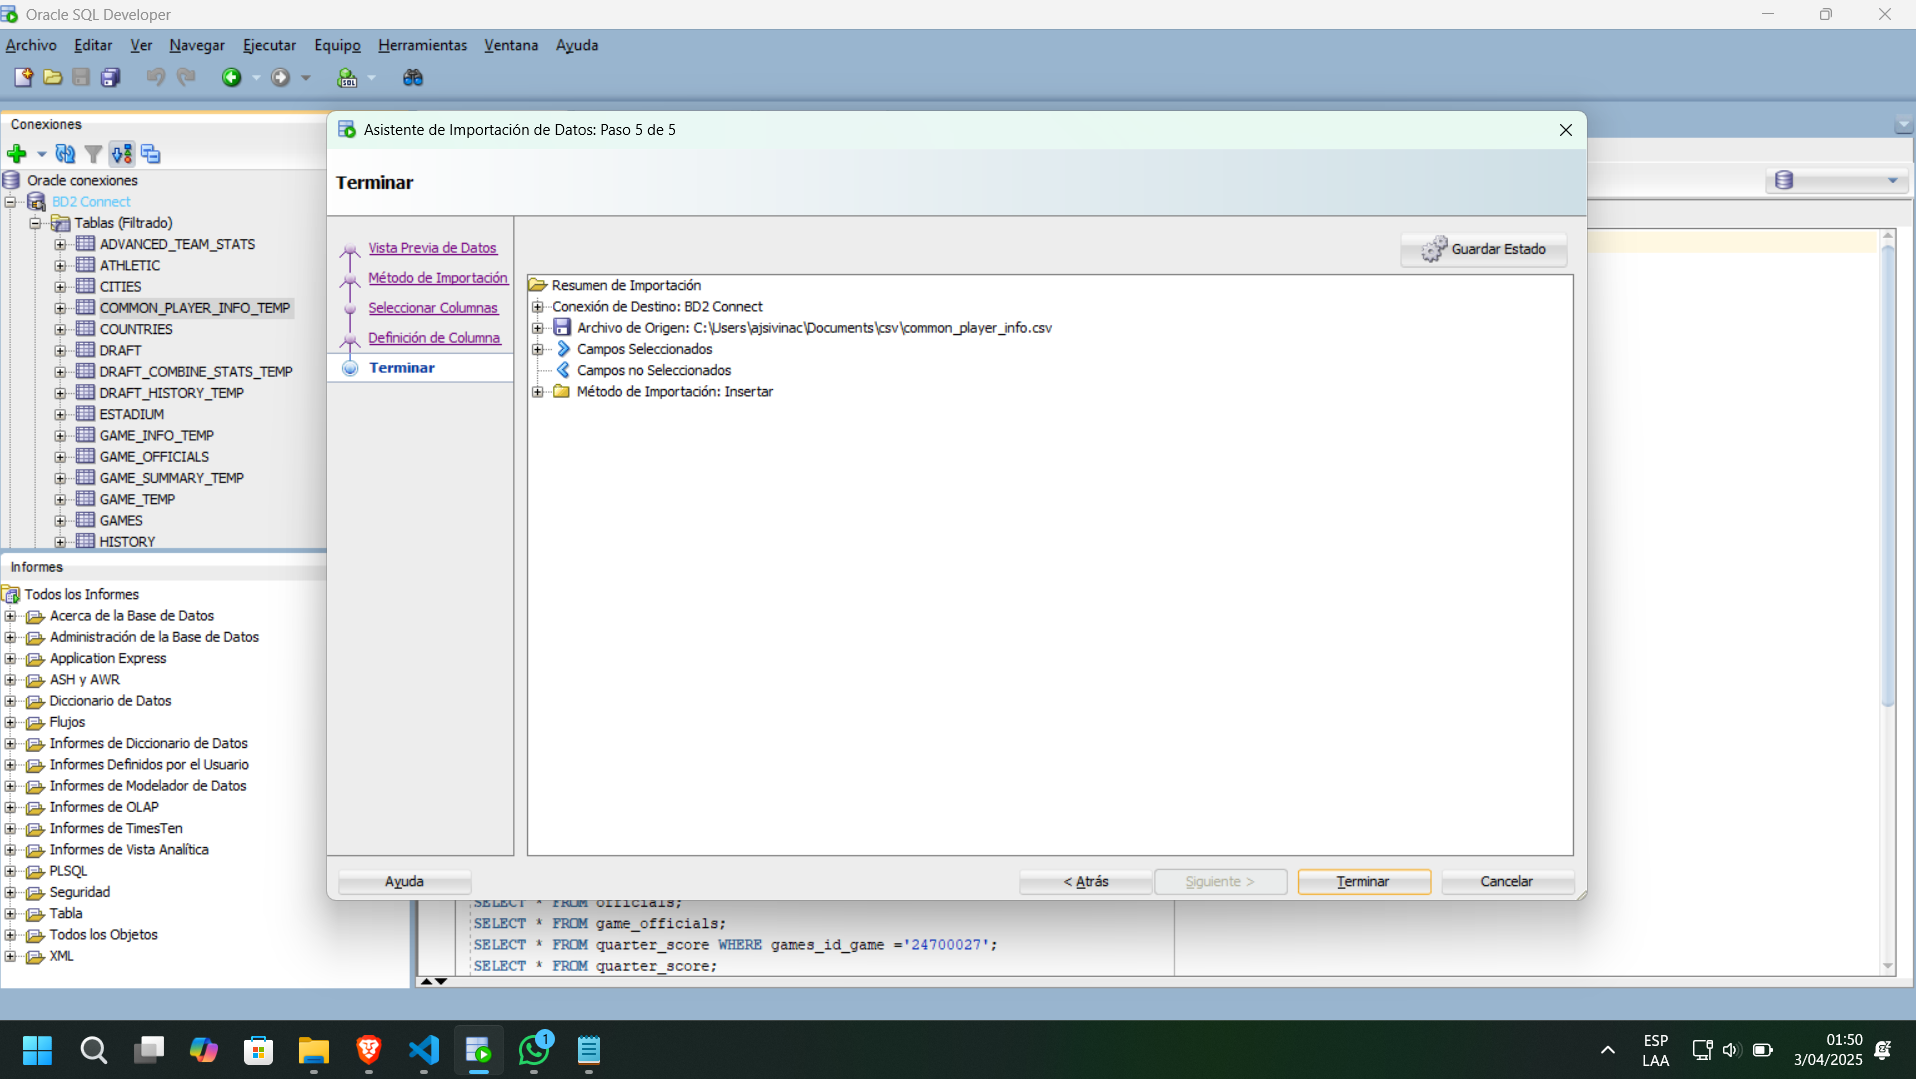 Oracle SQL Developer
Archivo Editar Ver Navegar Ejecutar Equipo Herramientas Ventana Ayuda
SQL
Conexiones
Oracle conexiones
BD2 Connect
Tablas (Filtrado)
ADVANCED_TEAM_STATS
ATHLETIC
CITIES
COMMON_PLAYER_INFO_TEMP
COUNTRIES
DRAFT
DRAFT_COMBINE_STATS_TEMP
DRAFT_HISTORY_TEMP
ESTADIUM
GAME_INFO_TEMP
GAME_OFFICIALS
GAME_SUMMARY_TEMP
GAME_TEMP
GAMES
HISTORY
Informes
Todos los Informes
Acerca de la Base de Datos
Administración de la Base de Datos
Application Express
ASH y AWR
Diccionario de Datos
Flujos
Informes de Diccionario de Datos
Informes Definidos por el Usuario
Informes de Modelador de Datos
Informes de OLAP
Informes de TimesTen
Informes de Vista Analítica
PLSQL
Seguridad
Tabla
Todos los Objetos
XML
Asistente de Importación de Datos: Paso 5 de 5
Terminar
Vista Previa de Datos
Método de Importación
Seleccionar Columnas
Definición de Columna
Terminar
Guardar Estado
Resumen de Importación
Conexión de Destino: BD2 Connect
Archivo de Origen: C:\Users\ajsivinac\Documents\csv\common_player_info.csv
Campos Seleccionados
Campos no Seleccionados
Método de Importación: Insertar
Ayuda
< Atrás
Siguiente >
Terminar
Cancelar
SELECT * FROM officials;
SELECT * FROM game_officials;
SELECT * FROM quarter_score WHERE games_id_game ='24700027';
SELECT * FROM quarter_score;
1
ESP
LAA
01:50
3/04/2025